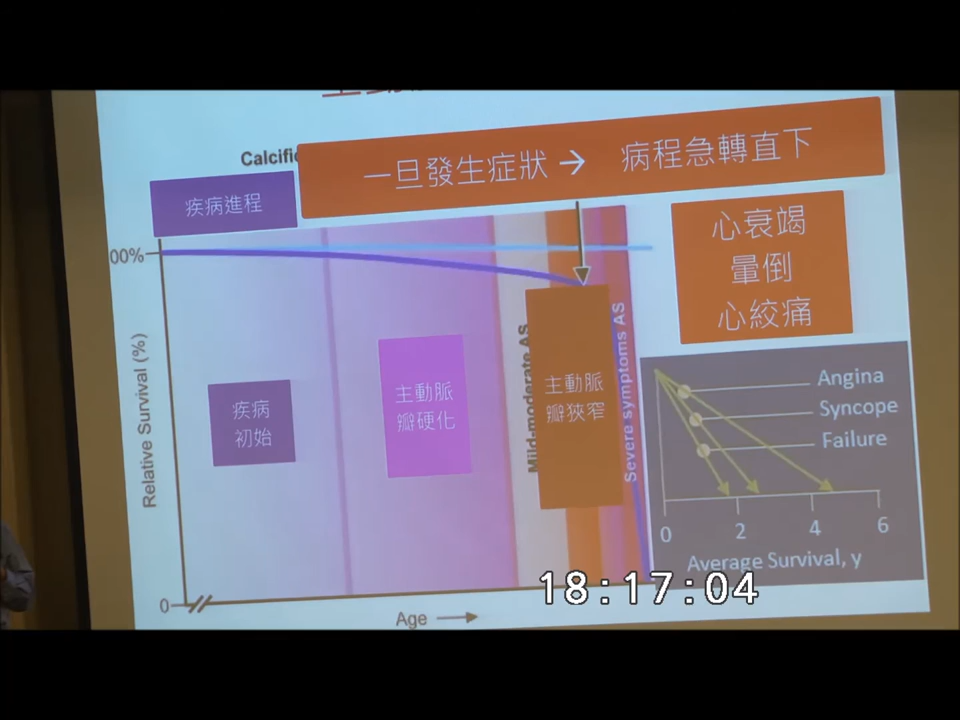 Calcific
一旦發生症狀 → 病程急轉直下
疾病進程
心衰竭
暈倒
心絞痛
00%
Relative Survival (%)
疾病
初始
主動脈
瓣硬化
Mild-moderate AS
主動脈
瓣狹窄
Severe symptoms AS
Angina
Syncope
Failure
0 2 4 6
Average Survival, y
0
Age
18:17:04